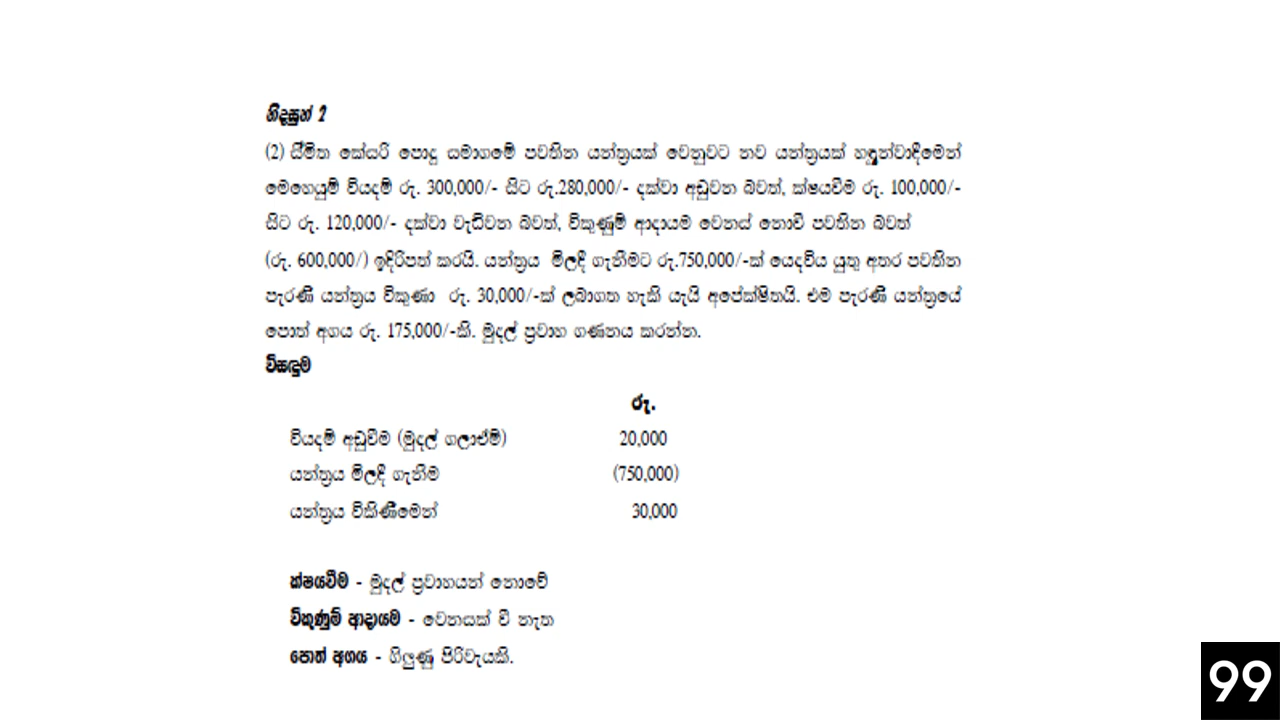 නිදසුන් 2
(2) සීමිත කේසරි පොදු සමාගමේ පවතින යන්ත්‍රයක් වෙනුවට නව යන්ත්‍රයක් හඳුන්වාදීමෙන්
මෙහෙයුම් වියදම් රු. 300,000/- සිට රු.280,000/- දක්වා අඩුවන බවත්, ක්ෂයවීම රු. 100,000/-
සිට රු. 120,000/- දක්වා වැඩිවන බවත්, විකුණුම් ආදායම වෙනස් නොවී පවතින බවත්
(රු. 600,000/) ඉදිරිපත් කරයි. යන්ත්‍රය මිලදී ගැනීමට රු.750,000/-ක් යෙදවිය යුතු අතර පවතින
පැරණි යන්ත්‍රය විකුණා රු. 30,000/-ක් ලබාගත හැකි යැයි අපේක්ෂිතයි. එම පැරණි යන්ත්‍රයේ
පොත් අගය රු. 175,000/-කි. මුදල් ප්‍රවාහ ගණනය කරන්න.
විසඳුම
රු.
වියදම් අඩුවීම (මුදල් ගලාඒම්) 20,000
යන්ත්‍රය මිලදී ගැනීම (750,000)
යන්ත්‍රය විකිණීමෙන් 30,000
ක්ෂයවීම - මුදල් ප්‍රවාහයන් නොවේ
විකුණුම් ආදායම - වෙනසක් වී නැත
පොත් අගය - ගිලුණු පිරිවැයකි.
99